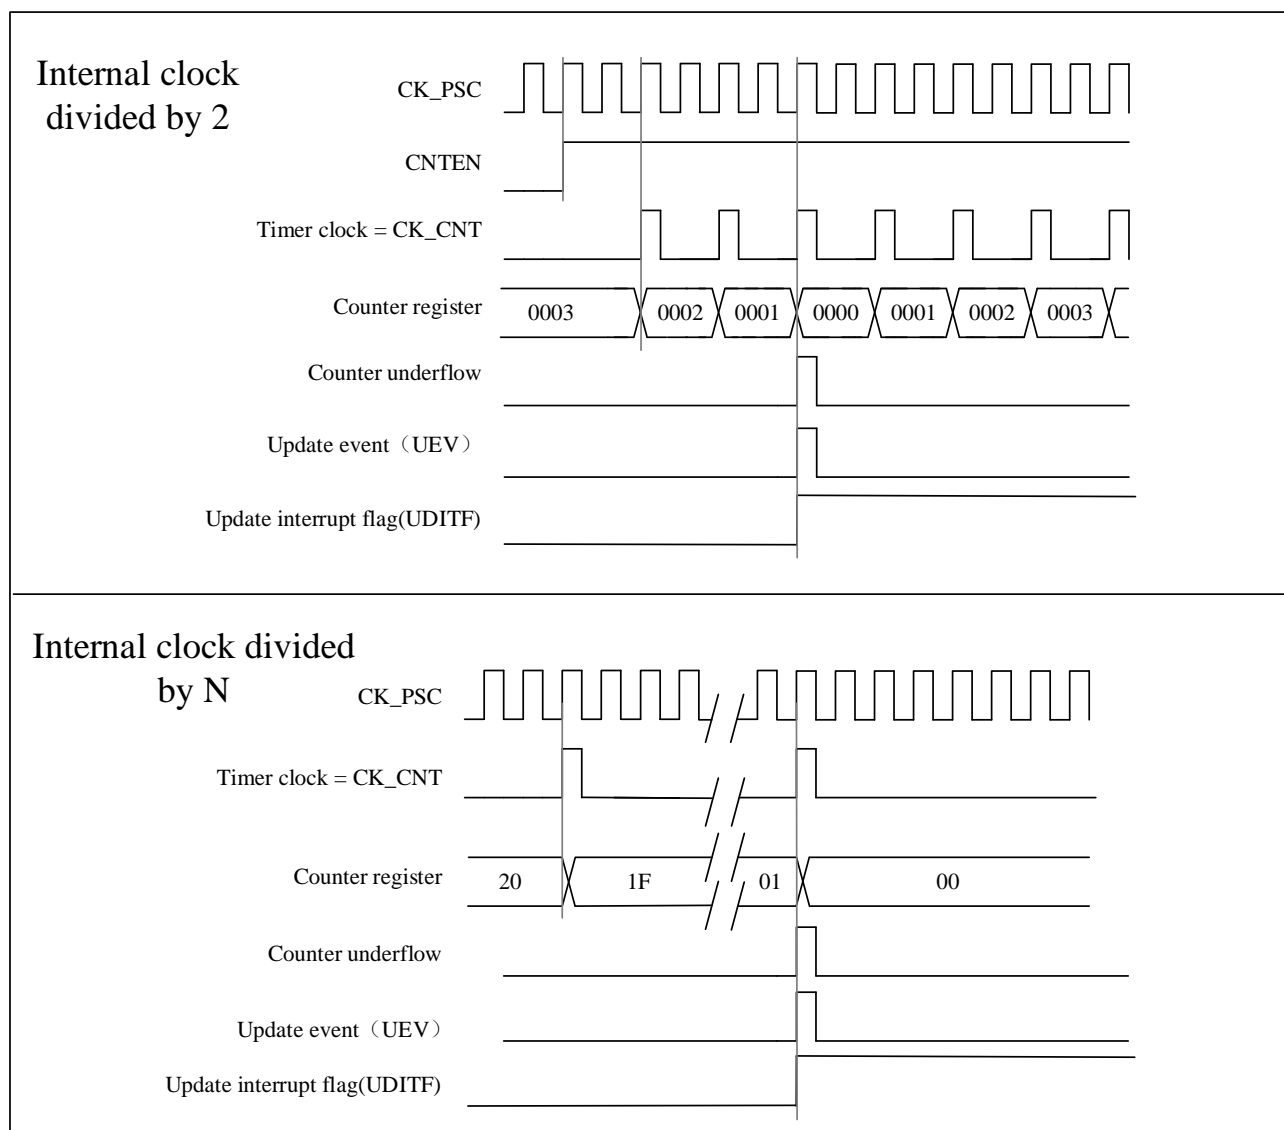 Internal clock
divided by 2
CK_PSC
CNTEN
Timer clock = CK_CNT
Counter register
0003 0002 0001 0000 0001 0002 0003
Counter underflow
Update event（UEV）
Update interrupt flag(UDITF)
Internal clock divided
by N
CK_PSC
Timer clock = CK_CNT
Counter register
20 1F 01 00
Counter underflow
Update event（UEV）
Update interrupt flag(UDITF)